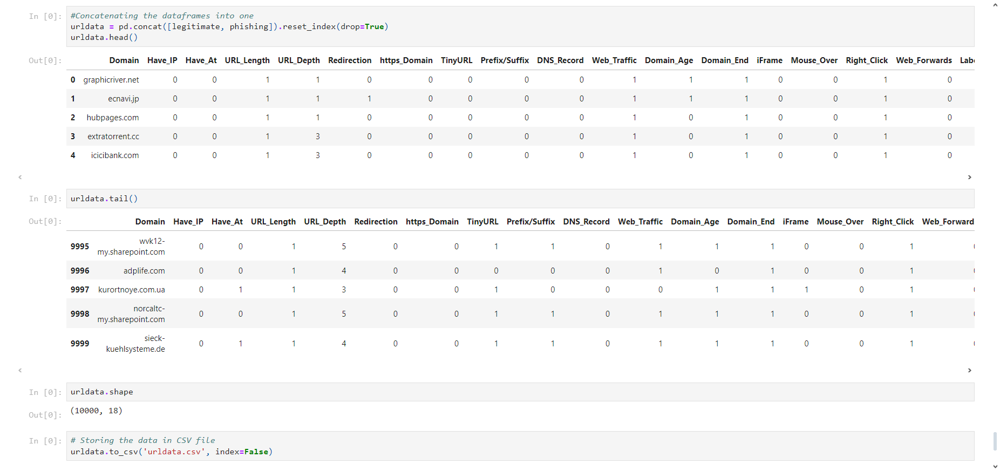 In [0]: #Concatenating the dataframes into one
urldata = pd.concat([legitimate, phishing]).reset_index(drop=True)
urldata.head()
Out[0]: Domain Have_IP Have_At URL_Length URL_Depth Redirection https_Domain TinyURL Prefix/Suffix DNS_Record Web_Traffic Domain_Age Domain_End iFrame Mouse_Over Right_Click Web_Forwards
0 graphicriver.net 0 0 1 1 0 0 0 0 0 1 1 1 0 0 1 0
1 ecnavi.jp 0 0 1 1 1 0 0 0 0 1 1 1 0 0 1 0
2 hubpages.com 0 0 1 1 0 0 0 0 0 1 0 1 0 0 1 0
3 extratorrent.cc 0 0 1 3 0 0 0 0 0 1 0 1 0 0 1 0
4 icicibank.com 0 0 1 3 0 0 0 0 0 1 0 1 0 0 1 0
In [0]: urldata.tail()
Out[0]: Domain Have_IP Have_At URL_Length URL_Depth Redirection https_Domain TinyURL Prefix/Suffix DNS_Record Web_Traffic Domain_Age Domain_End iFrame Mouse_Over Right_Click Web_Forward
wvk12-
9995 my.sharepoint.com 0 0 1 5 0 0 1 1 0 1 1 1 0 0 1
9996 adplife.com 0 0 1 4 0 0 0 0 0 1 0 1 0 0 1
9997 kurortnoye.com.ua 0 1 1 3 0 0 1 0 0 0 1 1 1 0 1
norcaltc-
9998 my.sharepoint.com 0 0 1 5 0 0 1 1 0 1 1 1 0 0 1
sieck-
9999 kuehlsysteme.de 0 1 1 4 0 0 1 1 0 1 1 1 0 0 1
In [0]: urldata.shape
Out[0]: (10000, 18)
In [0]: # Storing the data in CSV file
urldata.to_csv('urldata.csv', index=False)